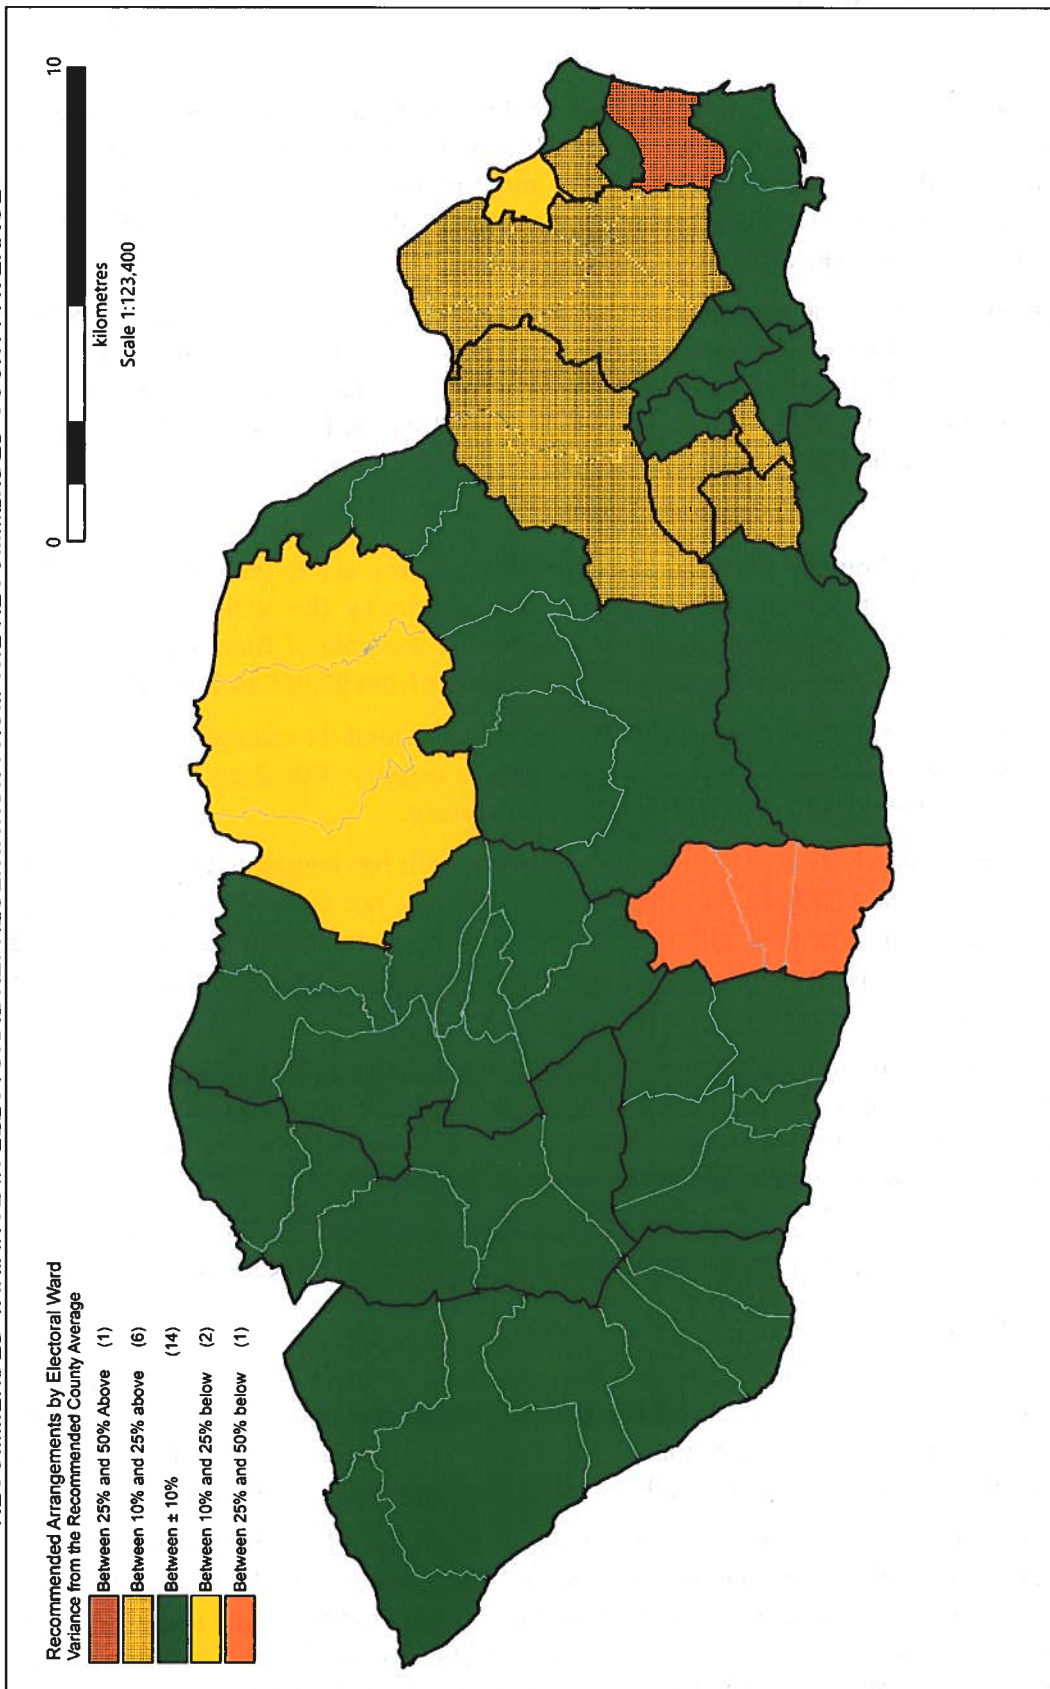 Recommended Arrangements by Electoral Ward
Variance from the Recommended County Average
Between 25% and 50% Above (1)
Between 10% and 25% above (6)
Between ± 10% (14)
Between 10% and 25% below (2)
Between 25% and 50% below (1)
0 10
kilometres
Scale 1:123,400